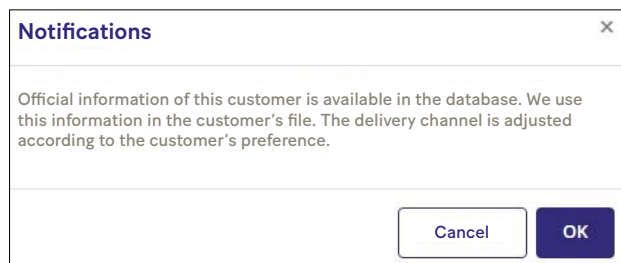 Notifications
×
Official information of this customer is available in the database. We use
this information in the customer's file. The delivery channel is adjusted
according to the customer's preference.
Cancel OK